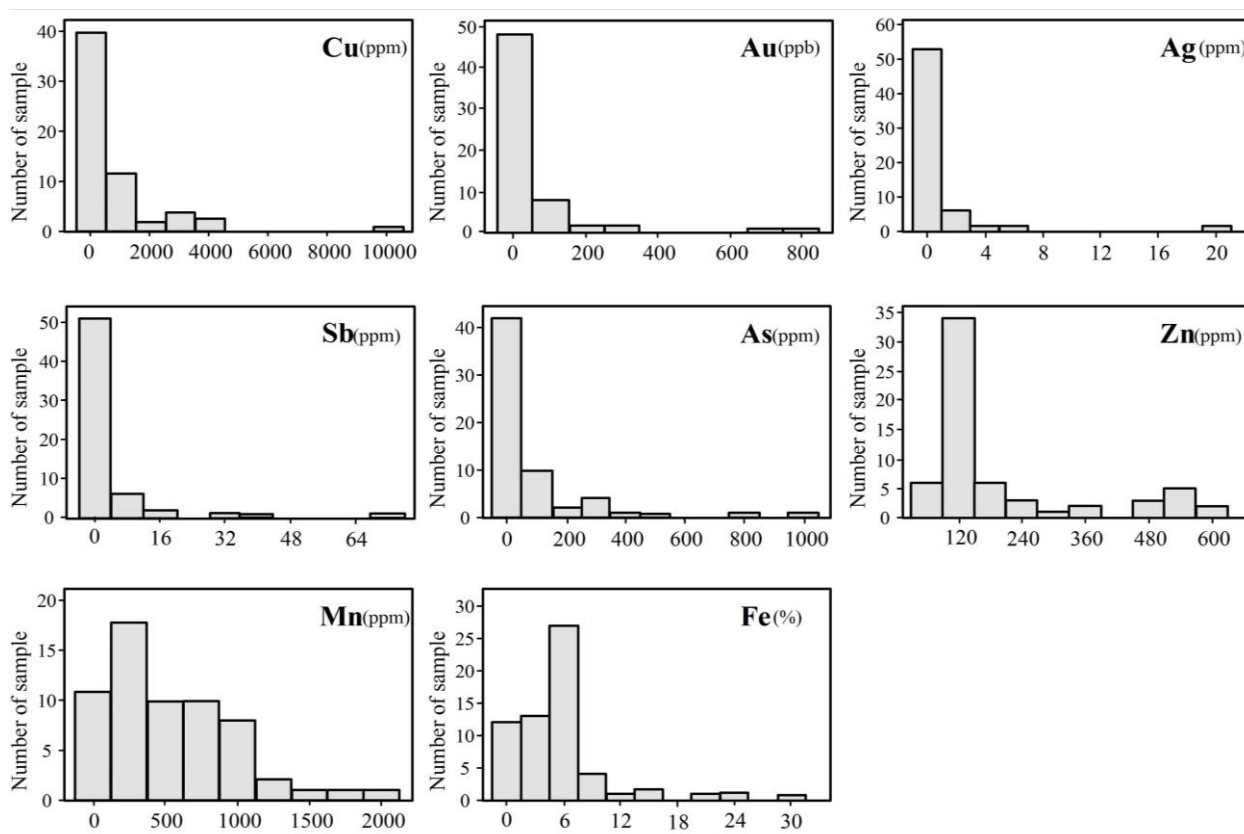 Cu(ppm)
Number of sample
40
30
20
10
0
0 2000 4000 6000 8000 10000
Au(ppb)
Number of sample
50
40
30
20
10
0
0 200 400 600 800
Ag(ppm)
Number of sample
60
50
40
30
20
10
0
0 4 8 12 16 20
Sb(ppm)
Number of sample
50
40
30
20
10
0
0 16 32 48 64
As(ppm)
Number of sample
40
30
20
10
0
0 200 400 600 800 1000
Zn(ppm)
Number of sample
35
30
25
20
15
10
5
0
120 240 360 480 600
Mn(ppm)
Number of sample
20
15
10
5
0
0 500 1000 1500 2000
Fe(%)
Number of sample
30
25
20
15
10
5
0
0 6 12 18 24 30